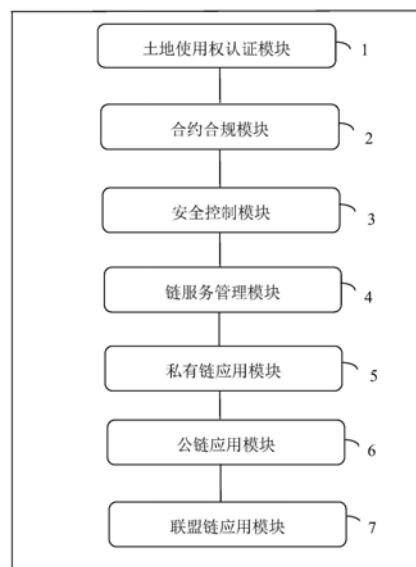 土地使用权认证模块 1
合约合规模块 2
安全控制模块 3
链服务管理模块 4
私有链应用模块 5
公链应用模块 6
联盟链应用模块 7